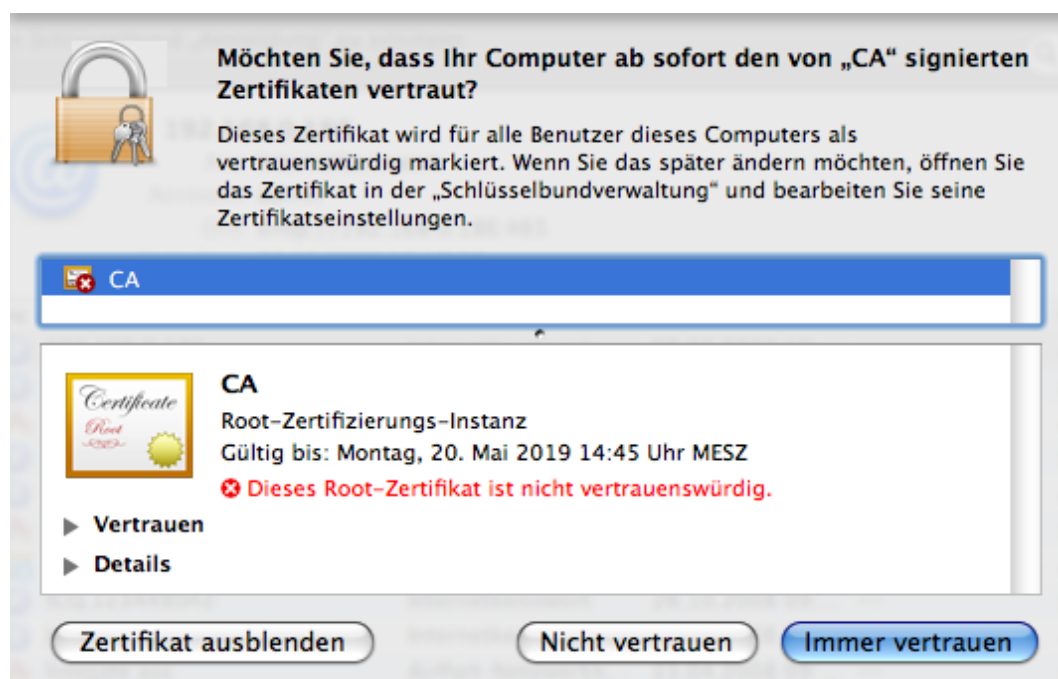 Möchten Sie, dass Ihr Computer ab sofort den von „CA“ signierten
Zertifikaten vertraut?
Dieses Zertifikat wird für alle Benutzer dieses Computers als
vertrauenswürdig markiert. Wenn Sie das später ändern möchten, öffnen Sie
das Zertifikat in der „Schlüsselbundverwaltung“ und bearbeiten Sie seine
Zertifikatseinstellungen.
CA
Certificate
Root
CA
Root-Zertifizierungs-Instanz
Gültig bis: Montag, 20. Mai 2019 14:45 Uhr MESZ
Dieses Root-Zertifikat ist nicht vertrauenswürdig.
Vertrauen
Details
Zertifikat ausblenden
Nicht vertrauen
Immer vertrauen